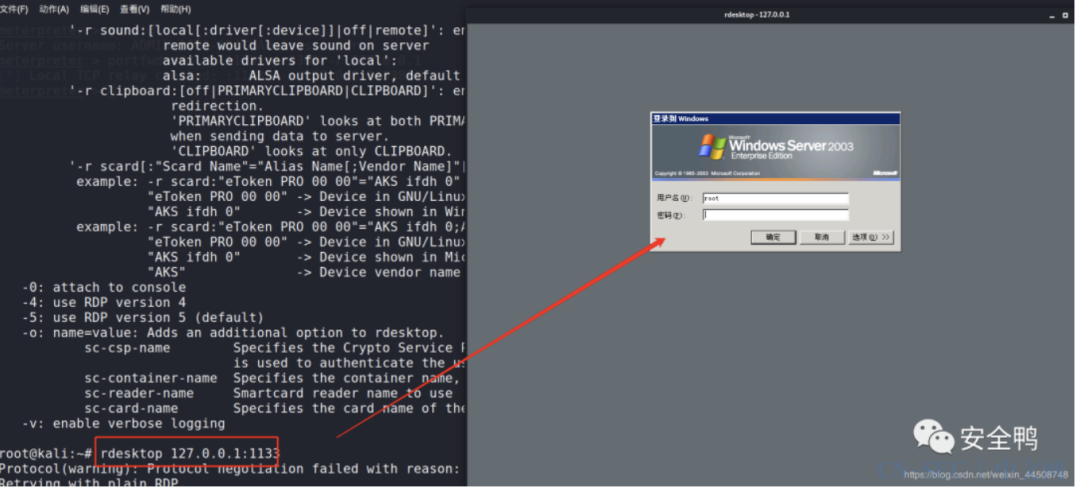 文件(F) 动作(A) 编辑(E) 查看(V) 帮助(H)
'-r sound:[local[:driver[:device]]|off|remote]': en
remote would leave sound on server
available drivers for 'local':
alsa: ALSA output driver, default
'-r clipboard:[off|PRIMARYCLIPBOARD|CLIPBOARD]': en
redirection.
'PRIMARYCLIPBOARD' looks at both PRIMA
when sending data to server.
'CLIPBOARD' looks at only CLIPBOARD.
'-r scard[:"Scard Name"="Alias Name[;Vendor Name]"|
example: -r scard:"eToken PRO 00 00"="AKS ifdh 0"
"eToken PRO 00 00" -> Device in GNU/Linux
"AKS ifdh 0" -> Device shown in Win
example: -r scard:"eToken PRO 00 00"="AKS ifdh 0;A
"eToken PRO 00 00" -> Device in GNU/Linux
"AKS ifdh 0" -> Device shown in Mic
"AKS" -> Device vendor name
-0: attach to console
-4: use RDP version 4
-5: use RDP version 5 (default)
-o: name=value: Adds an additional option to rdesktop.
sc-csp-name Specifies the Crypto Service P
is used to authenticate the us
sc-container-name Specifies the container name,
sc-reader-name Smartcard reader name to use
sc-card-name Specifies the card name of the
-v: enable verbose logging
root@kali:~# rdesktop 127.0.0.1:1133
Protocol(warning): Protocol negotiation failed with reason:
Retrying with plain RDP
rdesktop - 127.0.0.1
登录到 Windows
Microsoft
Windows Server 2003
Enterprise Edition
Copyright © 1985-2003 Microsoft Corporation
Microsoft
用户名(U): root
密码(P):
确定 取消 选项(O) >>
安全鸭
https://blog.csdn.net/weixin_44508748